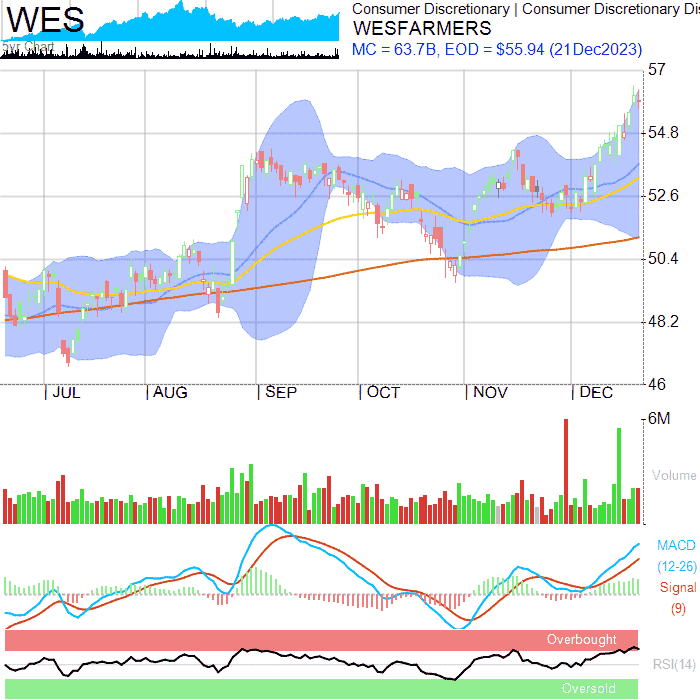 WES
5yr Chart
Consumer Discretionary | Consumer Discretionary Dis
WESFARMERS
MC = 63.7B, EOD = $55.94 (21Dec2023)
57
54.8
52.6
50.4
48.2
46
JUL
AUG
SEP
OCT
NOV
DEC
6M
Volume
MACD
(12-26)
Signal
(9)
Overbought
RSI(14)
Oversold